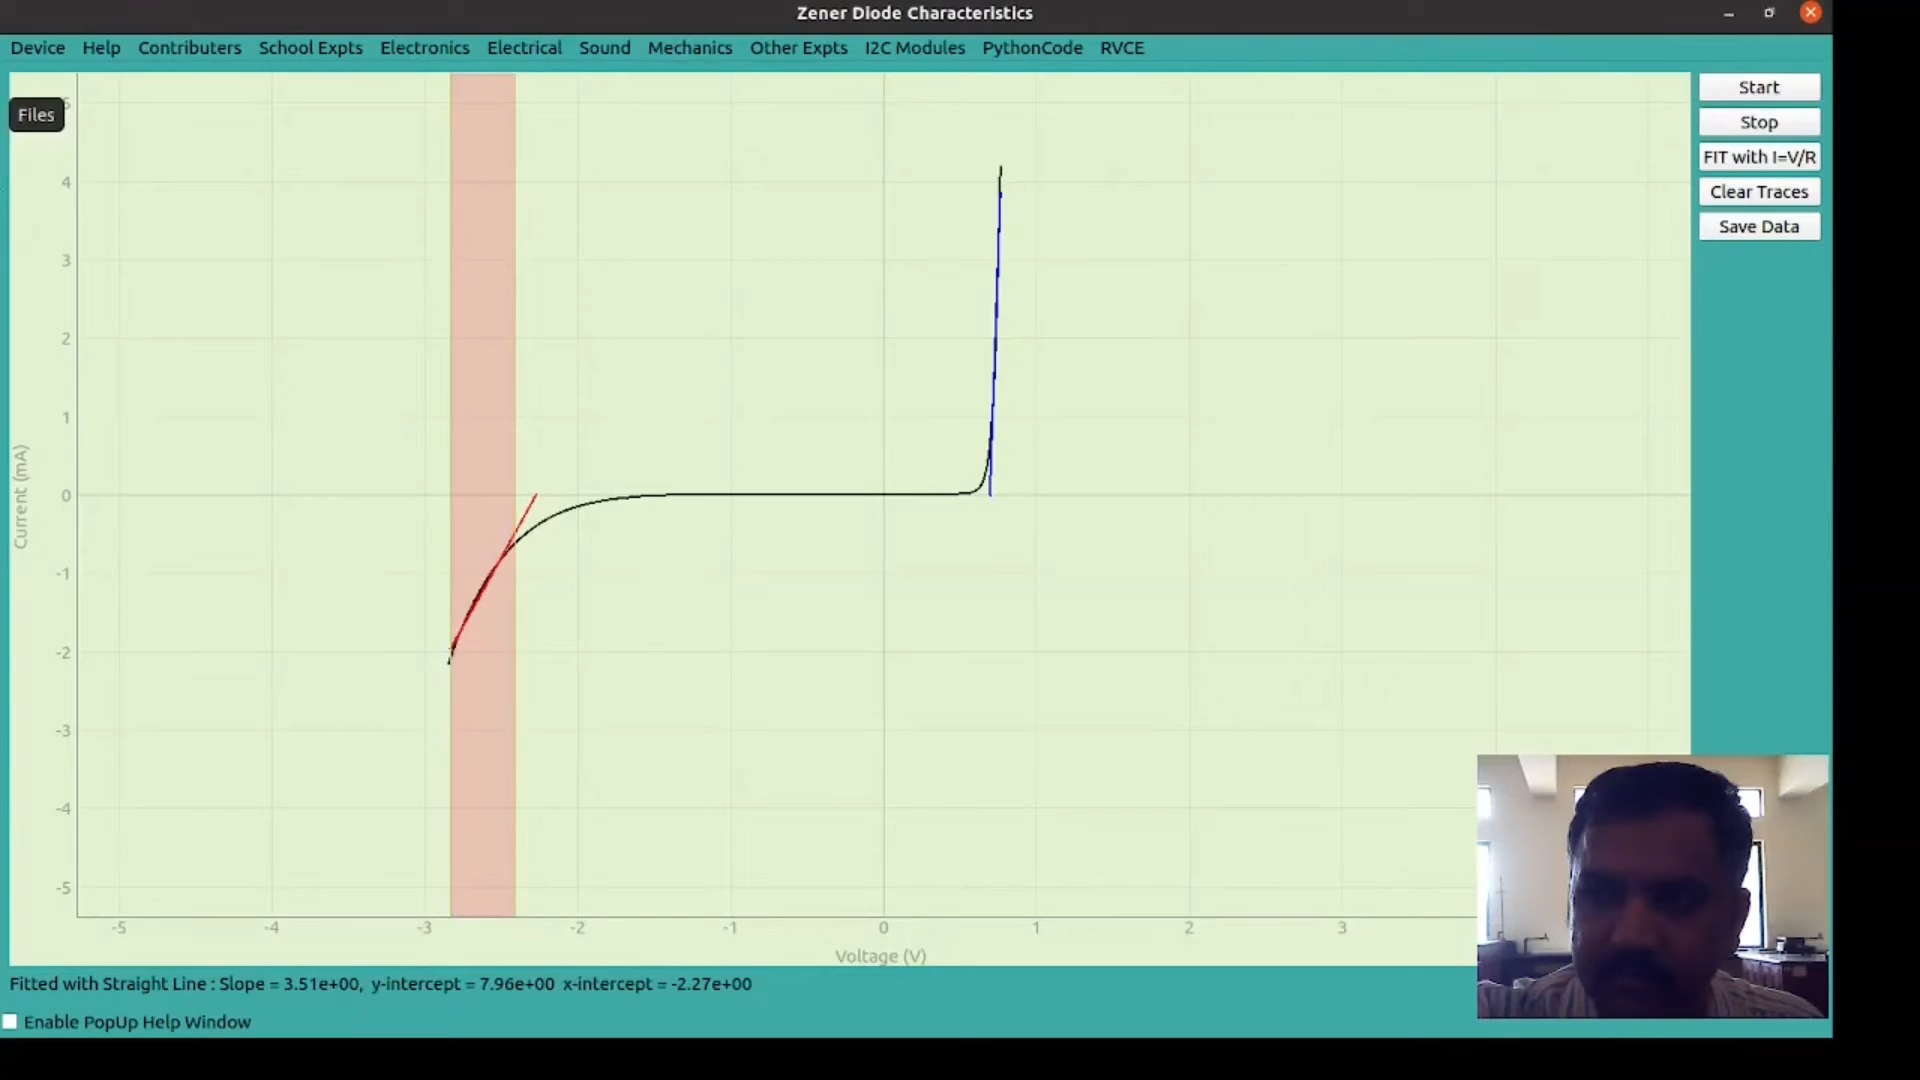 Zener Diode Characteristics
Device Help Contributers School Expts Electronics Electrical Sound Mechanics Other Expts I2C Modules PythonCode RVCE
Files
Start
Stop
FIT with I=V/R
Clear Traces
Save Data
4
3
2
1
0
-1
-2
-3
-4
-5
Current (mA)
-5 -4 -3 -2 -1 0 1 2 3
Voltage (V)
Fitted with Straight Line : Slope = 3.51e+00, y-intercept = 7.96e+00 x-intercept = -2.27e+00
Enable PopUp Help Window